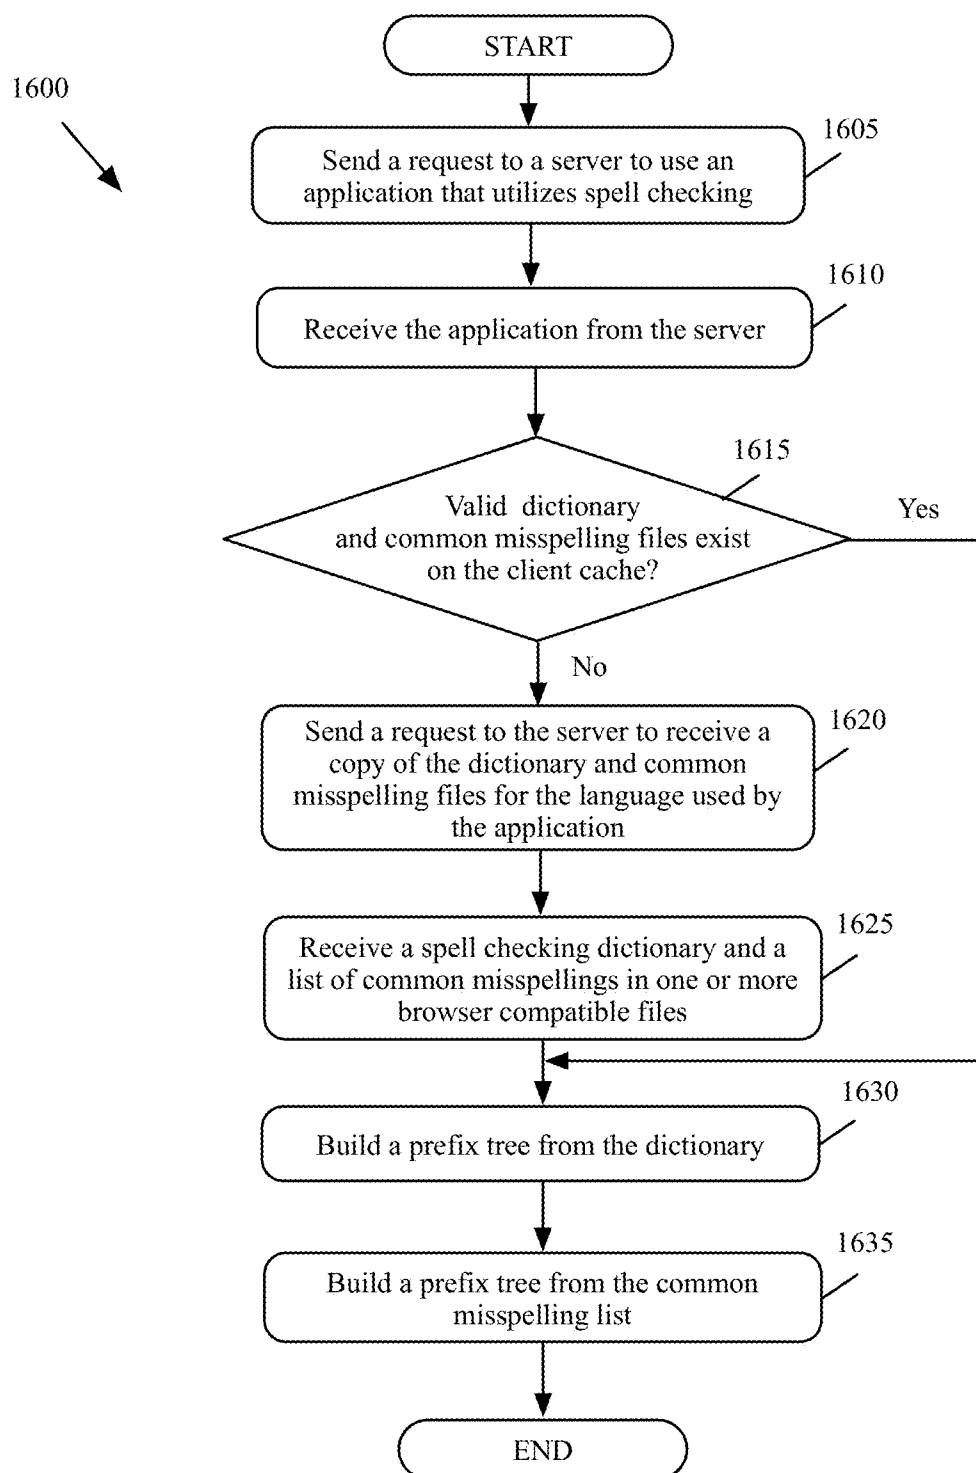 START
1600
1605
Send a request to a server to use an
application that utilizes spell checking
1610
Receive the application from the server
1615
Valid dictionary
and common misspelling files exist
on the client cache?
Yes
No
1620
Send a request to the server to receive a
copy of the dictionary and common
misspelling files for the language used by
the application
1625
Receive a spell checking dictionary and a
list of common misspellings in one or more
browser compatible files
1630
Build a prefix tree from the dictionary
1635
Build a prefix tree from the common
misspelling list
END